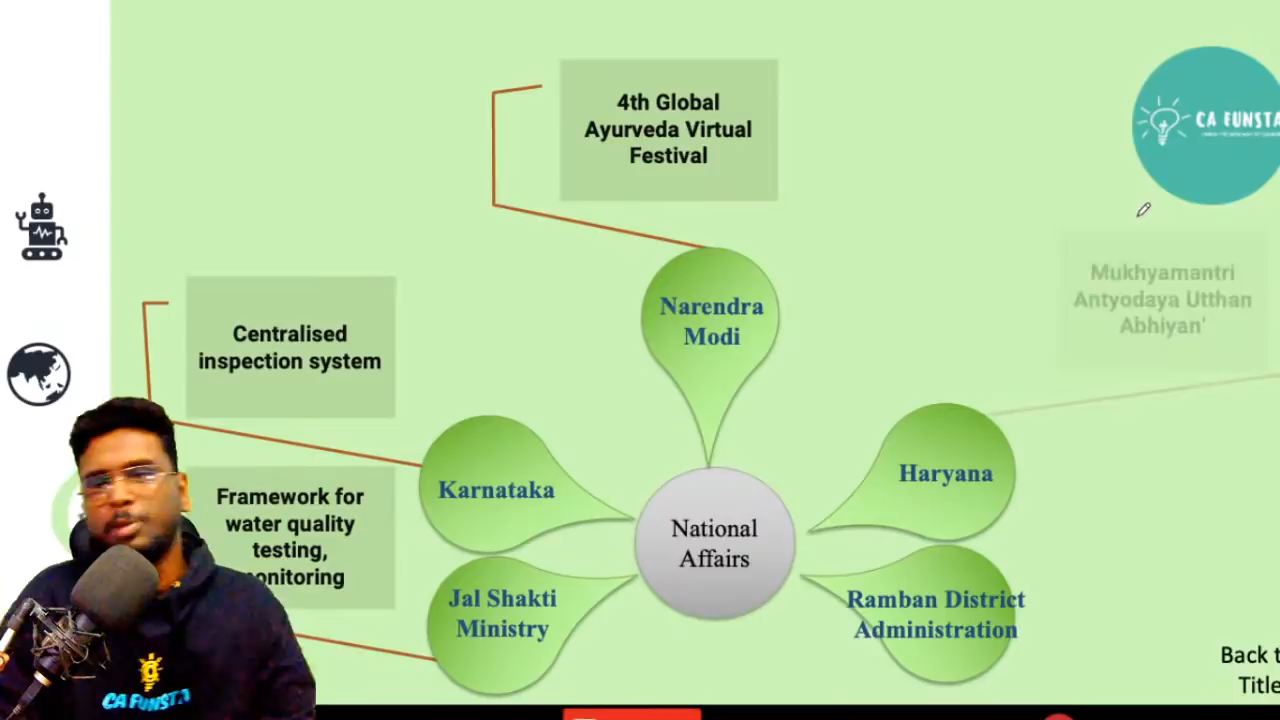 4th Global
Ayurveda Virtual
Festival
CA FUNSTA
Mukhyamantri
Antyodaya Utthan
Abhiyan'
Narendra
Modi
Centralised
inspection system
Karnataka
Haryana
Framework for
water quality
testing,
monitoring
National
Affairs
Jal Shakti
Ministry
Ramban District
Administration
Back t
Title
CA FUNSTA